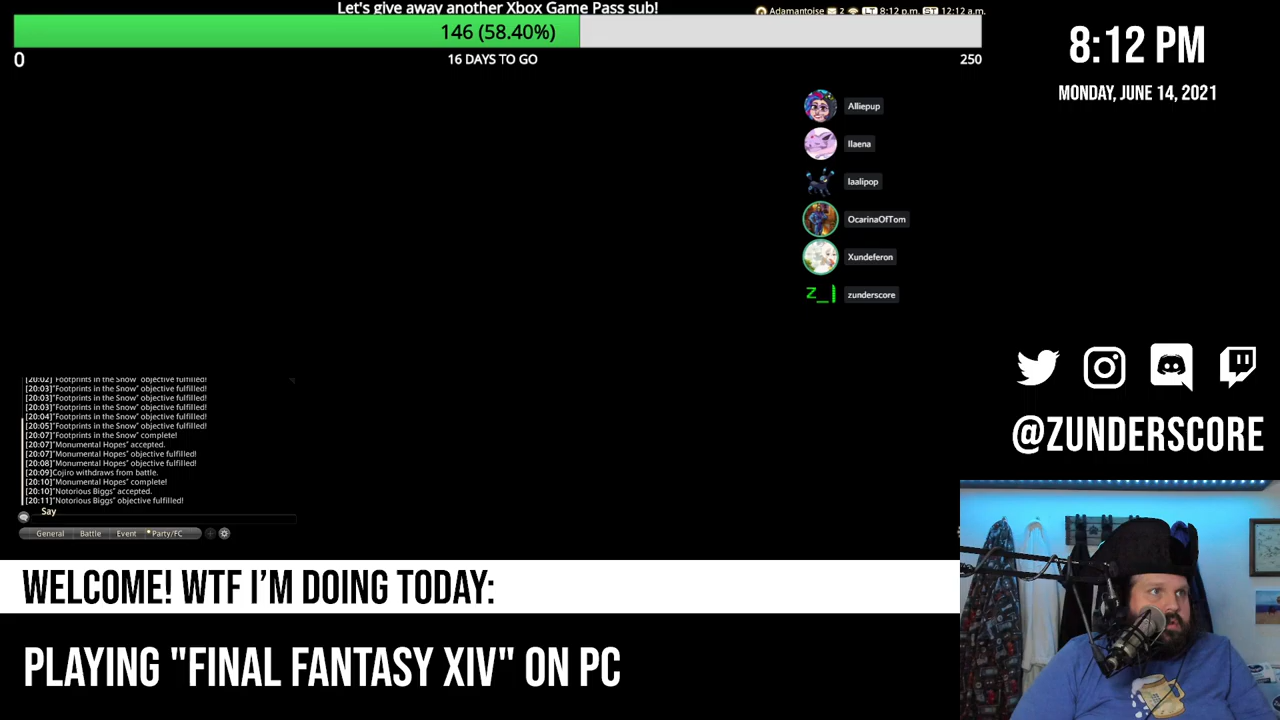 Let's give away another Xbox Game Pass sub!
Adamantoise 2 LT 8:12 p.m. ST 12:12 a.m.
146 (58.40%)
0
16 DAYS TO GO
250
8:12 PM
MONDAY, JUNE 14, 2021
Alliepup
llaena
laalipop
OcarinaOfTom
Xundeferon
Z_
zunderscore
[20:02]"Footprints in the Snow" objective fulfilled!
[20:03]"Footprints in the Snow" objective fulfilled!
[20:03]"Footprints in the Snow" objective fulfilled!
[20:03]"Footprints in the Snow" objective fulfilled!
[20:04]"Footprints in the Snow" objective fulfilled!
[20:05]"Footprints in the Snow" objective fulfilled!
[20:07]"Footprints in the Snow" complete!
[20:07]"Monumental Hopes" accepted.
[20:07]"Monumental Hopes" objective fulfilled!
[20:08]"Monumental Hopes" objective fulfilled!
[20:09]Cojiro withdraws from battle.
[20:10]"Monumental Hopes" complete!
[20:10]"Notorious Biggs" accepted.
[20:11]"Notorious Biggs" objective fulfilled!
Say
General Battle Event Party/FC
@ZUNDERSCORE
WELCOME! WTF I'M DOING TODAY:
PLAYING "FINAL FANTASY XIV" ON PC